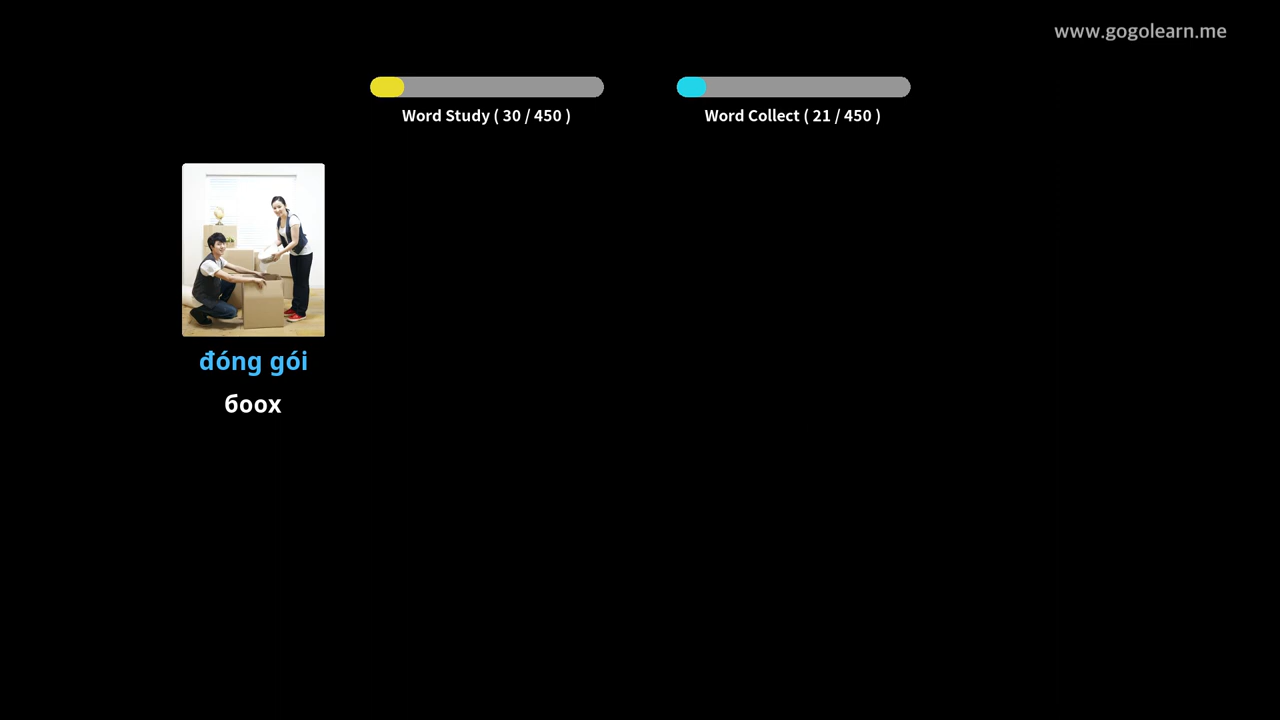 www.gogolearn.me
Word Study ( 30 / 450 )
Word Collect ( 21 / 450 )
đóng gói
боох